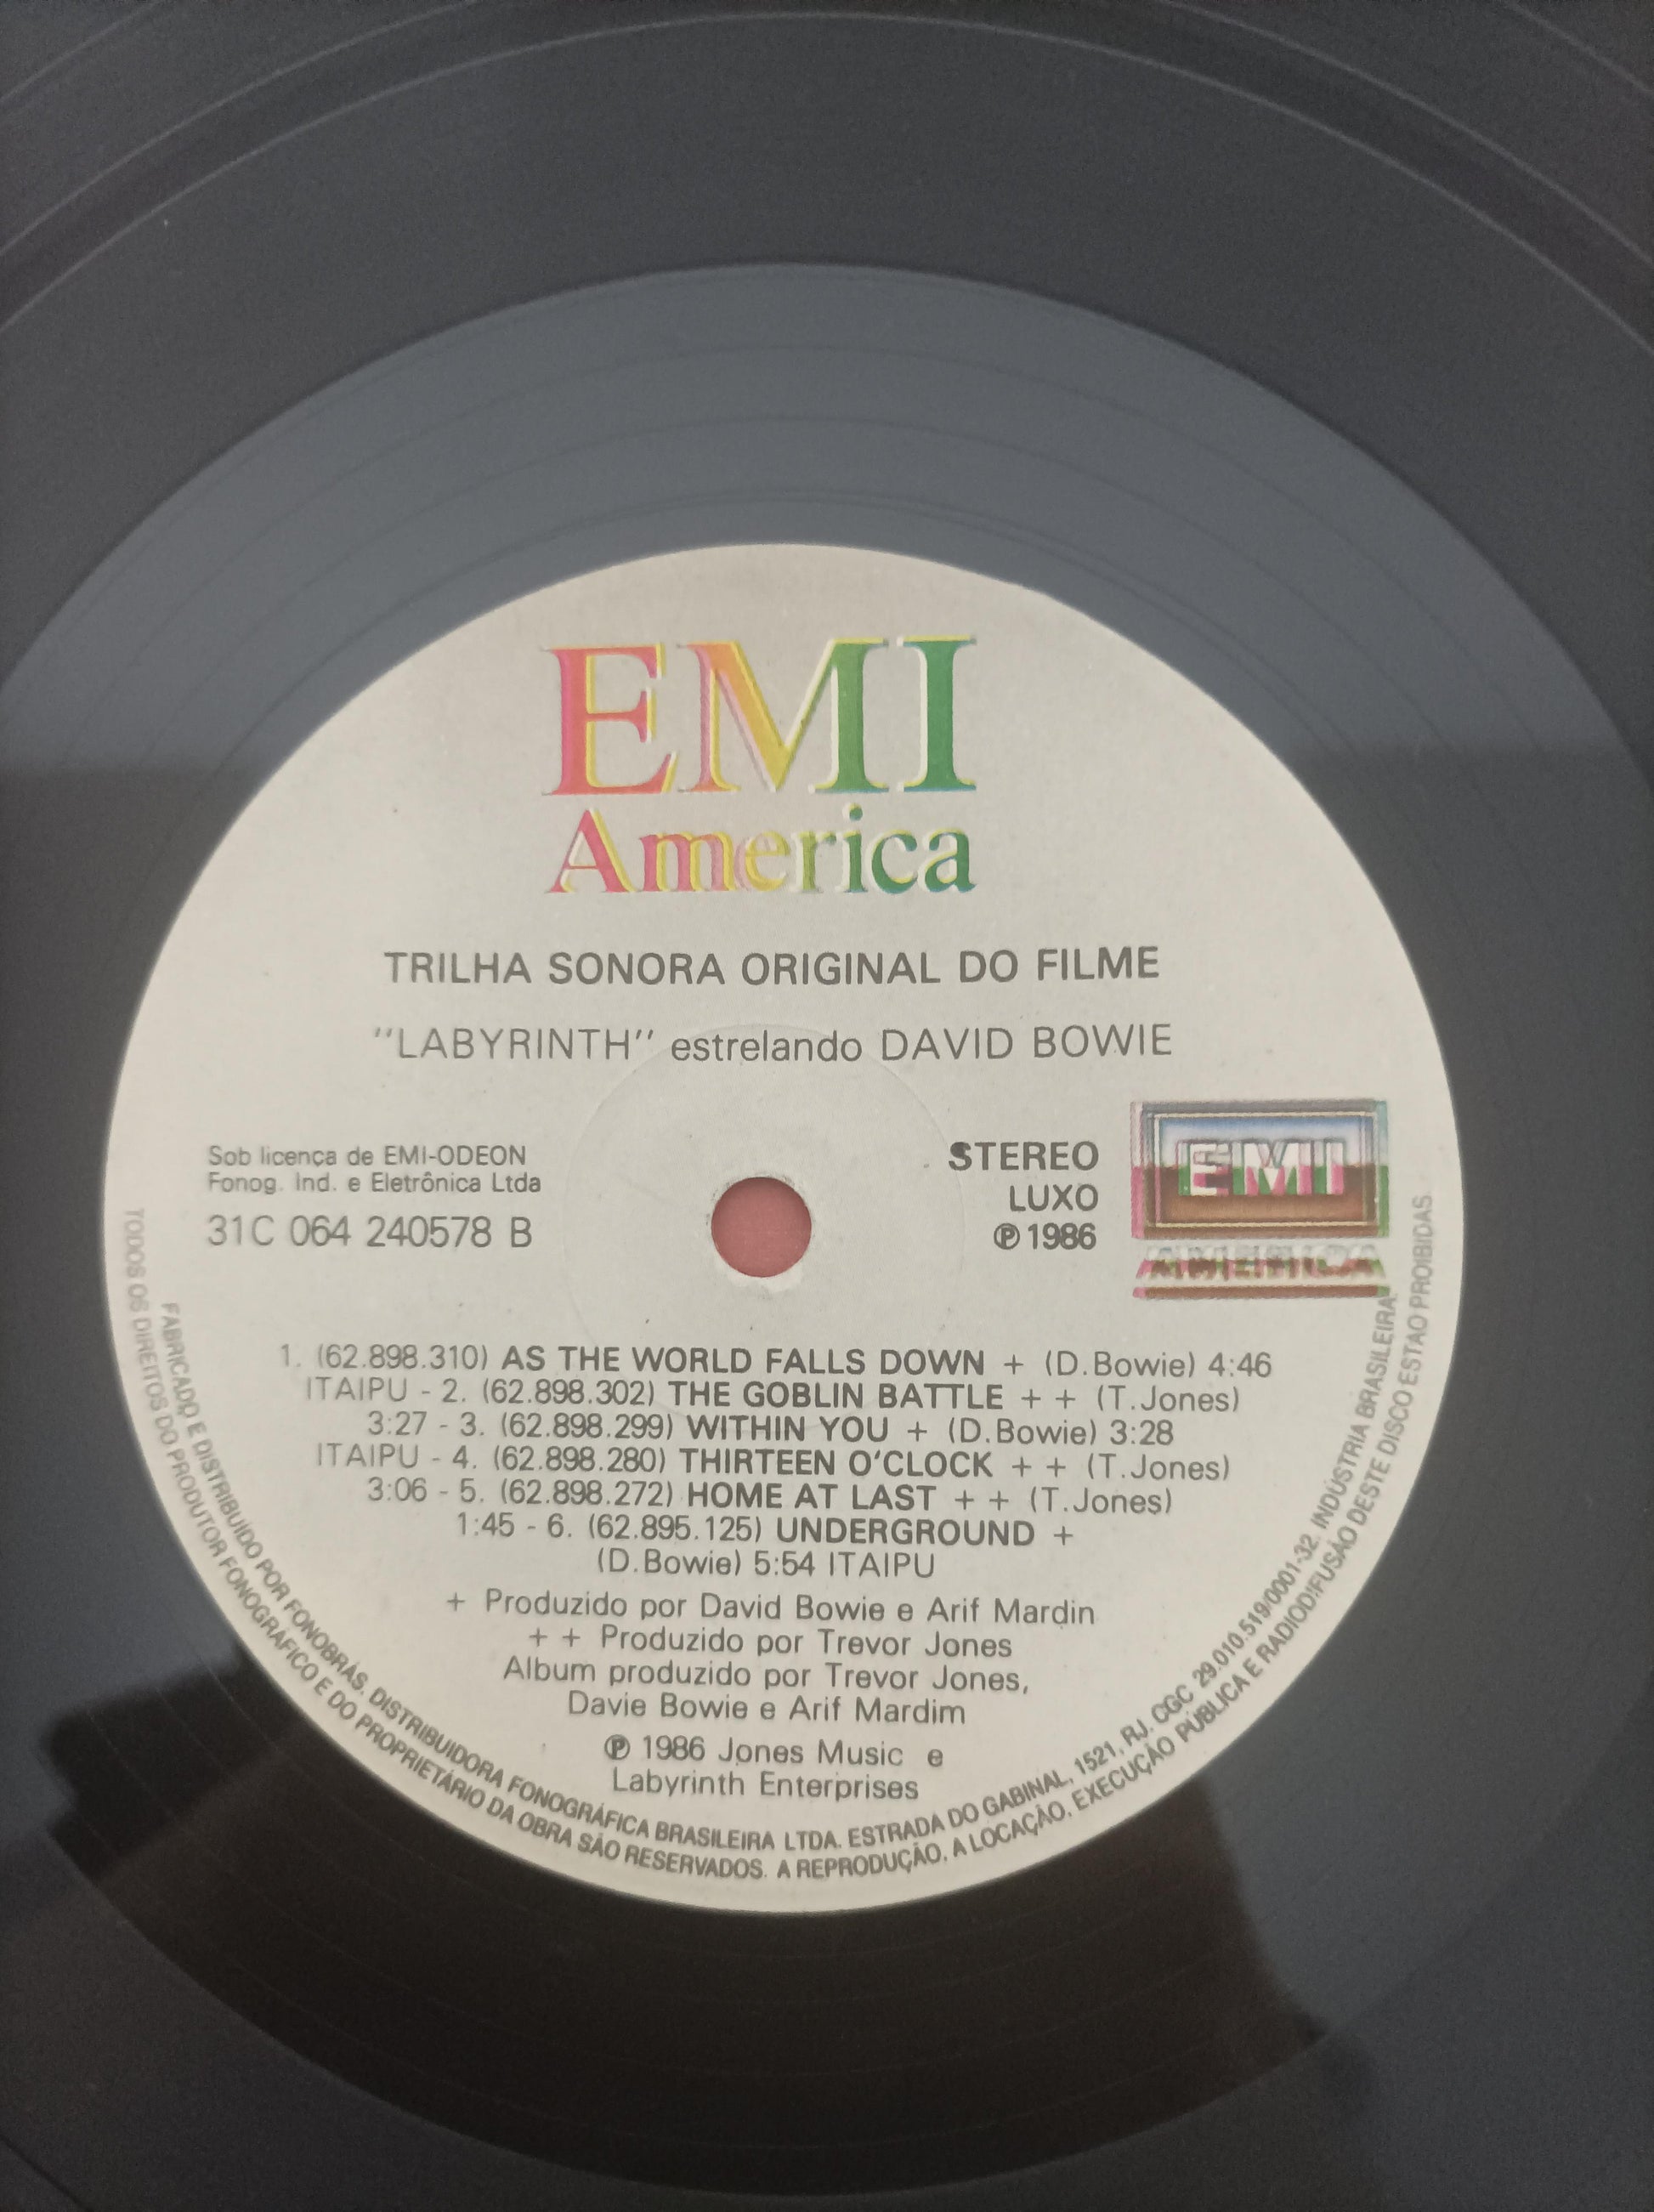 EMI
America
TRILHA SONORA ORIGINAL DO FILME
"LABYRINTH" estrelando DAVID BOWIE
Sob licença de EMI-ODEON
Fonog. Ind. e Eletrônica Ltda
31C 064 240578 B
STEREO
LUXO
℗ 1986
EMI
AMERICA
1. (62.898.310) AS THE WORLD FALLS DOWN + (D.Bowie) 4:46
ITAIPU - 2. (62.898.302) THE GOBLIN BATTLE + + (T.Jones)
3:27 - 3. (62.898.299) WITHIN YOU + (D.Bowie) 3:28
ITAIPU - 4. (62.898.280) THIRTEEN O'CLOCK + + (T.Jones)
3:06 - 5. (62.898.272) HOME AT LAST + + (T.Jones)
1:45 - 6. (62.895.125) UNDERGROUND +
(D.Bowie) 5:54 ITAIPU
+ Produzido por David Bowie e Arif Mardin
+ + Produzido por Trevor Jones
Album produzido por Trevor Jones,
Davie Bowie e Arif Mardim
℗ 1986 Jones Music e
Labyrinth Enterprises
FABRICADO E DISTRIBUÍDO POR FONOBRÁS. DISTRIBUIDORA FONOGRÁFICA BRASILEIRA LTDA. ESTRADA DO GABINAL, 1521, RJ. CGC 29.010.519/0001-32. INDÚSTRIA BRASILEIRA
TODOS OS DIREITOS DO PRODUTOR FONOGRÁFICO E DO PROPRIETÁRIO DA OBRA SÃO RESERVADOS. A REPRODUÇÃO, A LOCAÇÃO, EXECUÇÃO PÚBLICA E RADIODIFUSÃO DESTE DISCO ESTÃO PROIBIDAS.